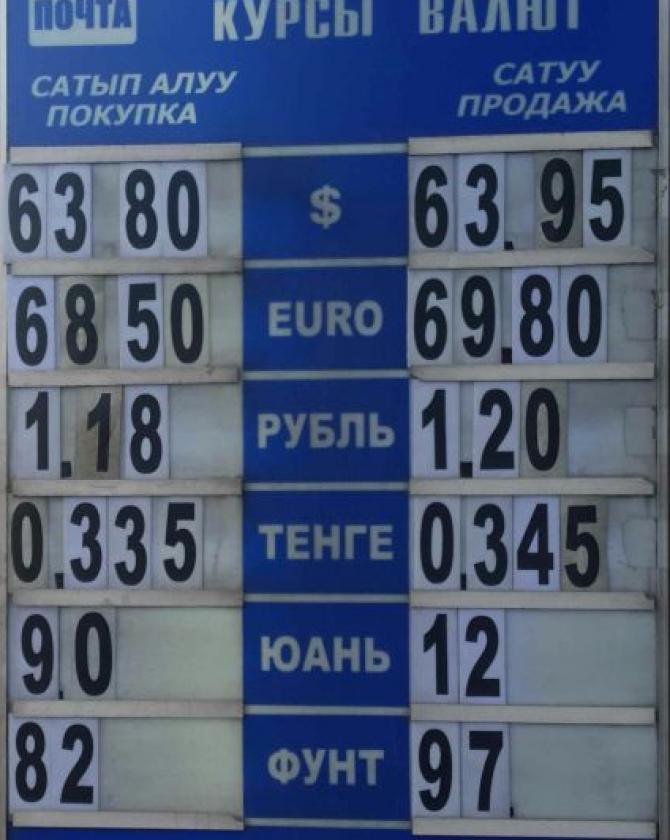 ПОЧТА
КУРСЫ ВАЛЮТ
САТЫП АЛУУ
ПОКУПКА
САТУУ
ПРОДАЖА
63 80 $ 63.95
68 50 EURO 69.80
1.18 РУБЛЬ 1.20
0.335 ТЕНГЕ 0.345
9.0 ЮАНЬ 12
82 ФУНТ 97